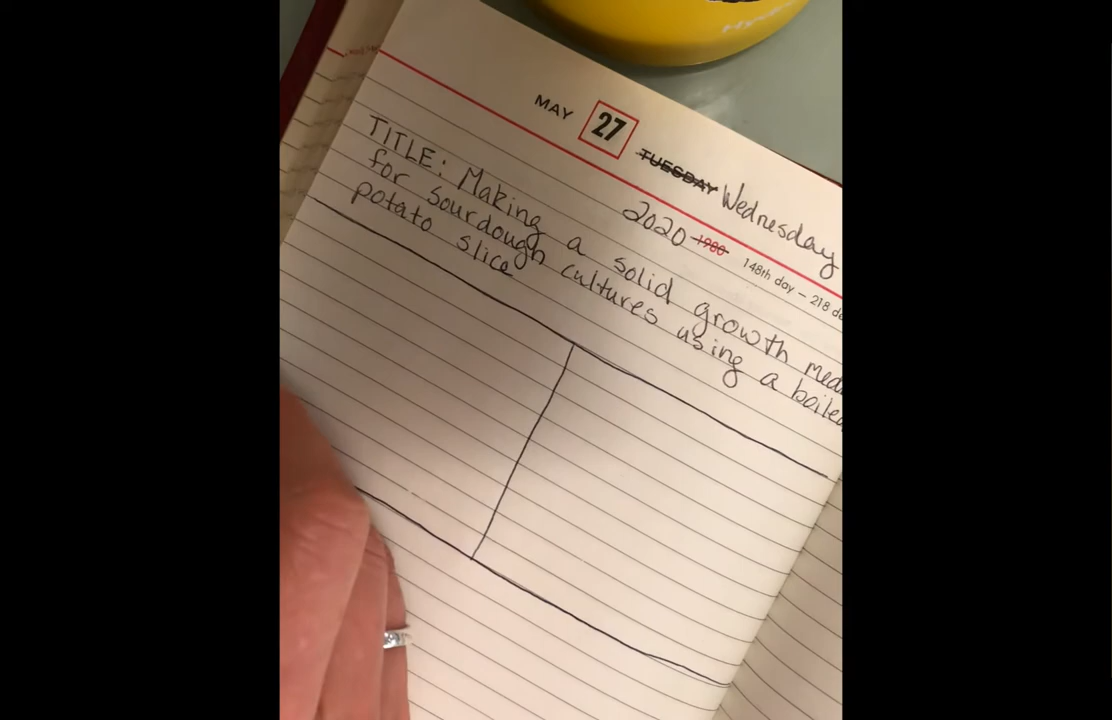 MAY 27 TUESDAY Wednesday
2020 1980
148th day – 218
TITLE: Making a solid growth
for sourdough cultures using a
potato slice